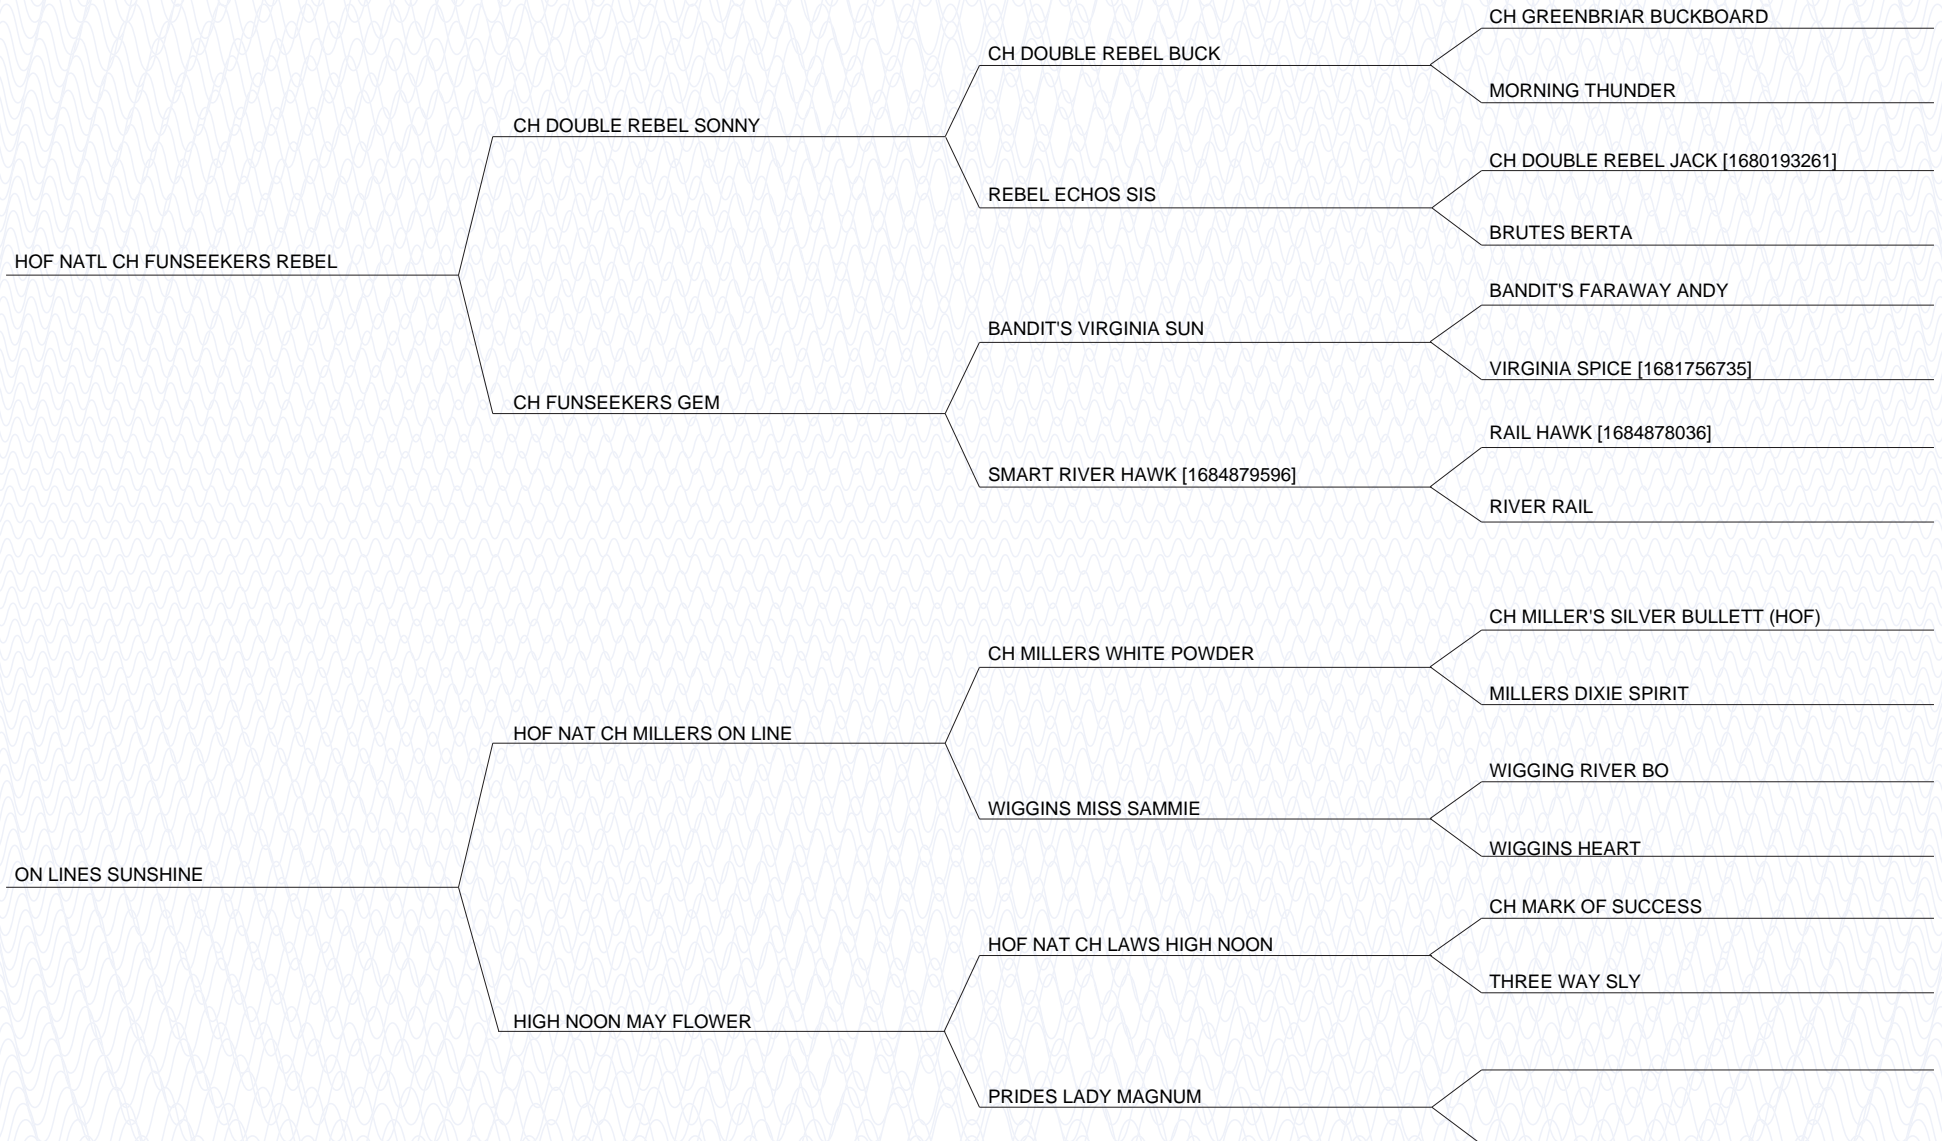 CH GREENBRIAR BUCKBOARD
CH DOUBLE REBEL BUCK
MORNING THUNDER
CH DOUBLE REBEL SONNY
CH DOUBLE REBEL JACK [1680193261]
REBEL ECHOS SIS
BRUTES BERTA
HOF NATL CH FUNSEEKERS REBEL
BANDIT'S FARAWAY ANDY
BANDIT'S VIRGINIA SUN
VIRGINIA SPICE [1681756735]
CH FUNSEEKERS GEM
RAIL HAWK [1684878036]
SMART RIVER HAWK [1684879596]
RIVER RAIL
CH MILLER'S SILVER BULLETT (HOF)
CH MILLERS WHITE POWDER
MILLERS DIXIE SPIRIT
HOF NAT CH MILLERS ON LINE
WIGGING RIVER BO
WIGGINS MISS SAMMIE
WIGGINS HEART
ON LINES SUNSHINE
CH MARK OF SUCCESS
HOF NAT CH LAWS HIGH NOON
THREE WAY SLY
HIGH NOON MAY FLOWER
PRIDES LADY MAGNUM